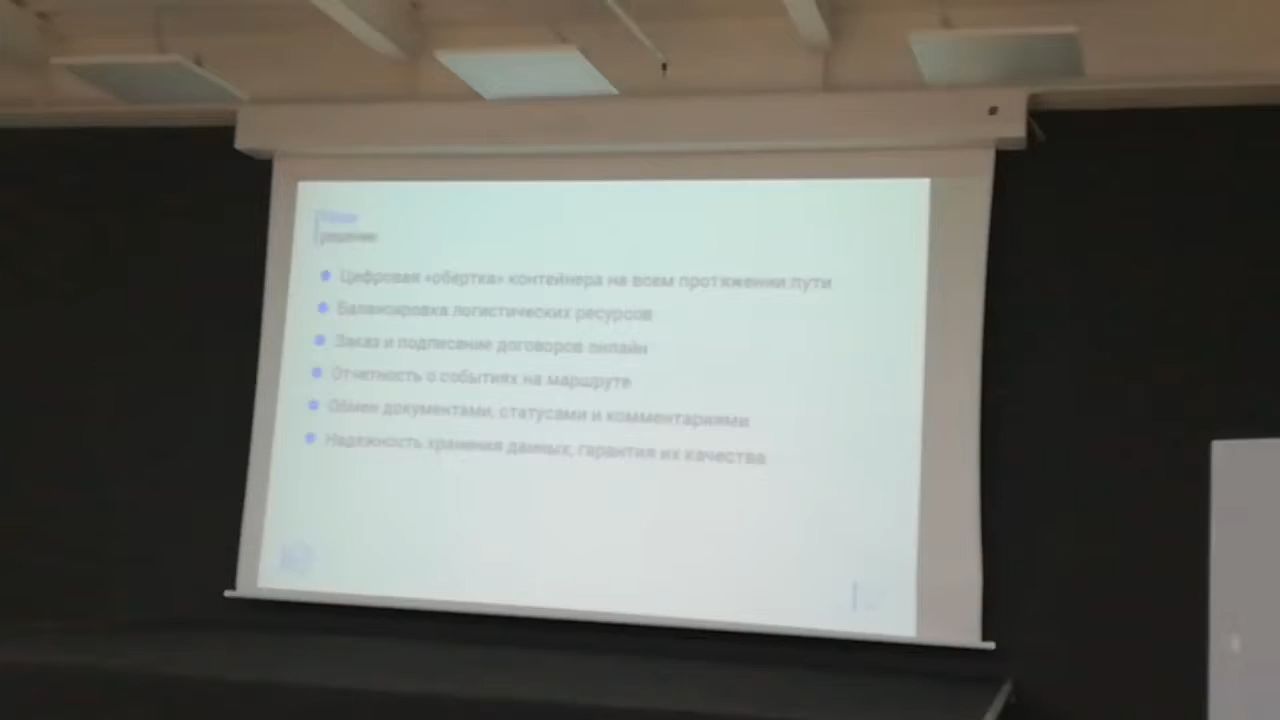 решение
Цифровая «обертка» контейнера на всем протяжении пути
Балансировка логистических ресурсов
Заказ и подписание договоров онлайн
Отчетность о событиях на маршруте
Обмен документами, статусами и комментариями
Надежность хранения данных, гарантия их качества